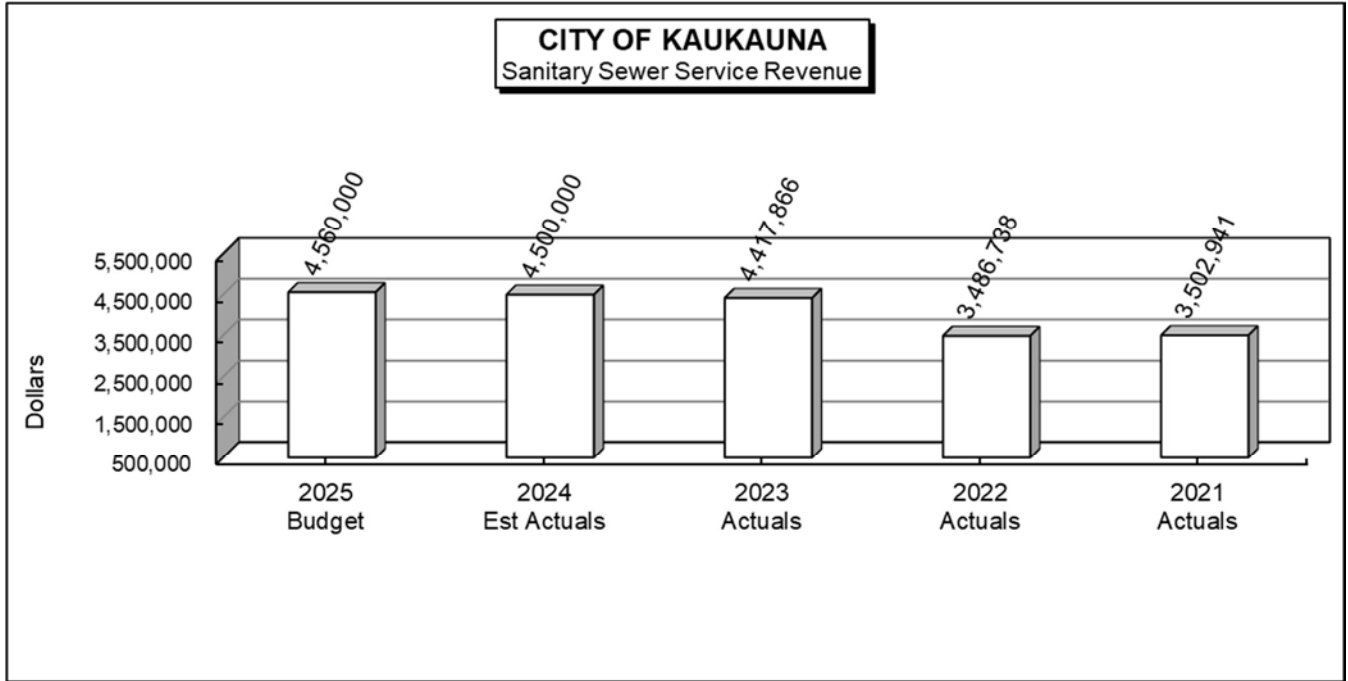 CITY OF KAUKAUNA
Sanitary Sewer Service Revenue
4,560,000
4,500,000
4,417,866
3,486,738
3,502,941
Dollars
5,500,000
4,500,000
3,500,000
2,500,000
1,500,000
500,000
2025
Budget
2024
Est Actuals
2023
Actuals
2022
Actuals
2021
Actuals